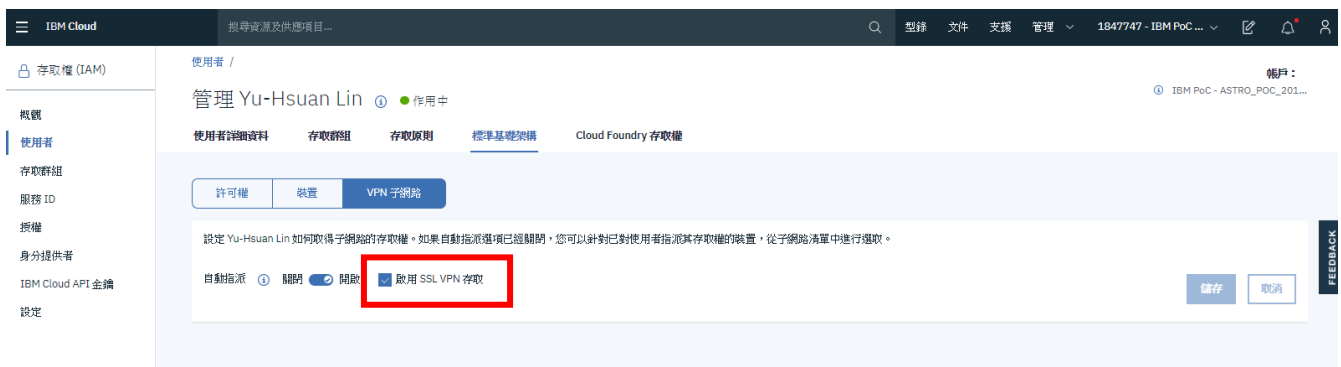 IBM Cloud
搜尋資源及供應項目...
型錄
文件
支援
管理
1847747 - IBM PoC ...
存取權 (IAM)
概觀
使用者
存取群組
服務 ID
授權
身分提供者
IBM Cloud API 金鑰
設定
使用者 /
管理 Yu-Hsuan Lin
作用中
帳戶：
IBM PoC - ASTRO_POC_201...
使用者詳細資料
存取群組
存取原則
標準基礎架構
Cloud Foundry 存取權
許可權
裝置
VPN 子網路
設定 Yu-Hsuan Lin 如何取得子網路的存取權。如果自動指派選項已經關閉，您可以針對已對使用者指派其存取權的裝置，從子網路清單中進行選取。
自動指派
關閉
開啟
啟用 SSL VPN 存取
儲存
取消
FEEDBACK